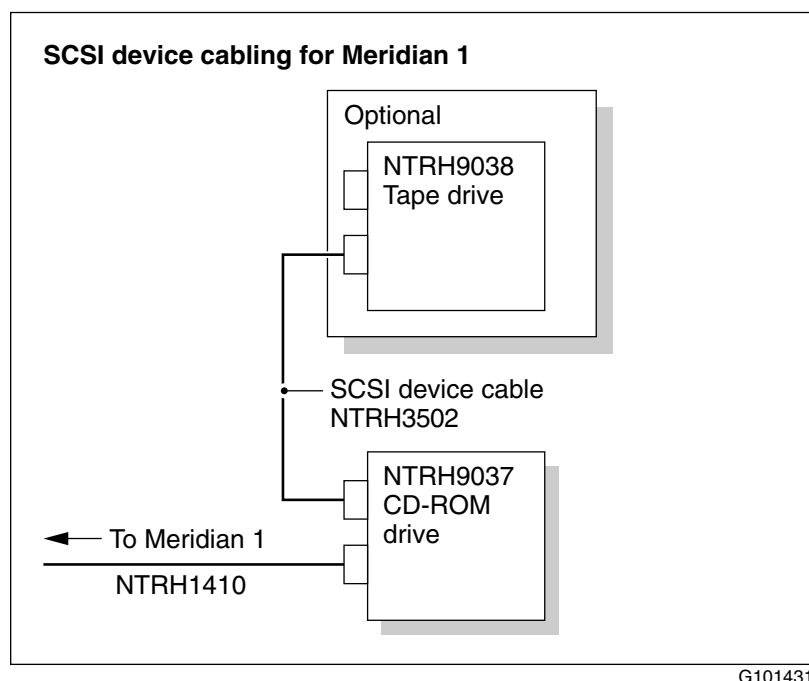 SCSI device cabling for Meridian 1
Optional
NTRH9038
Tape drive
SCSI device cable
NTRH3502
NTRH9037
CD-ROM
drive
To Meridian 1
NTRH1410
G101431